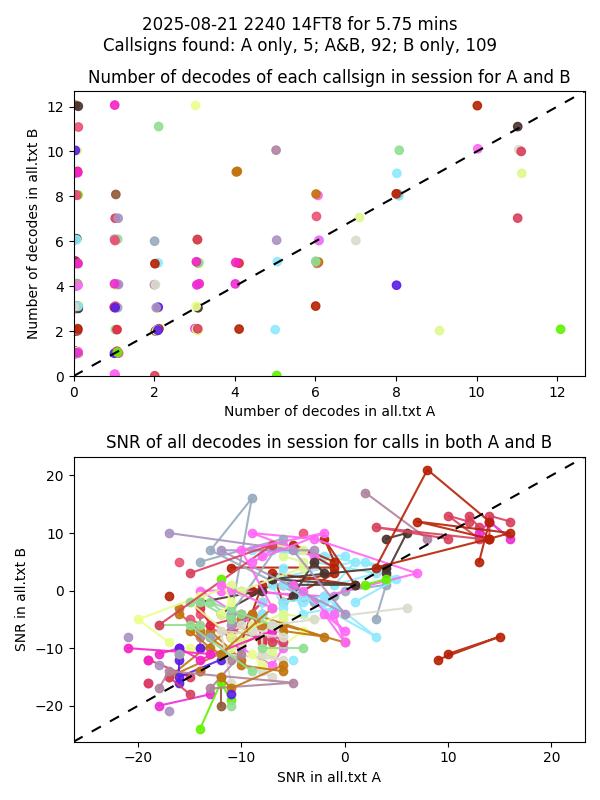 2025-08-21 2240 14FT8 for 5.75 mins
Callsigns found: A only, 5; A&B, 92; B only, 109
Number of decodes of each callsign in session for A and B
12
10
8
6
4
2
0
Number of decodes in all.txt B
0 2 4 6 8 10 12
Number of decodes in all.txt A
SNR of all decodes in session for calls in both A and B
20
10
0
−10
−20
SNR in all.txt B
−20 −10 0 10 20
SNR in all.txt A